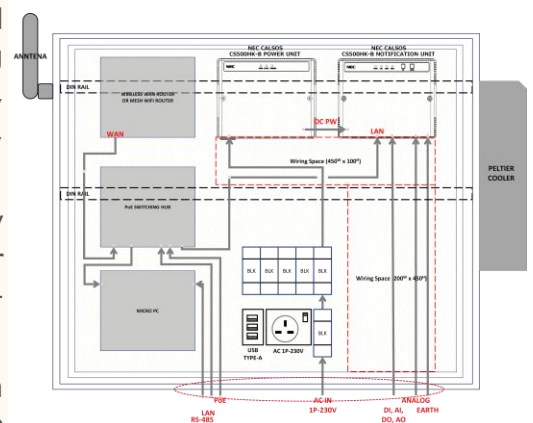 ANNTENA
NEC CALSOS
CS500HK-B POWER UNIT
NEC CALSOS
CS500HK-B NOTIFICATION UNIT
NEC
NEC
DIN RAIL
WIRELESS WAN ROUTER
OR MESH WIFI ROUTER
WAN
DC PW
LAN
Wiring Space (450" x 100")
PELTIER
COOLER
DIN RAIL
PoE SWITCHING HUB
BLK
BLK
BLK
BLK
BLK
Wiring Space (200" x 450")
MICRO PC
BLK
USB
TYPE-A
AC 1P-230V
PoE
LAN
RS-485
AC IN
1P-230V
ANALOG
DI, AI,
DO, AO
EARTH